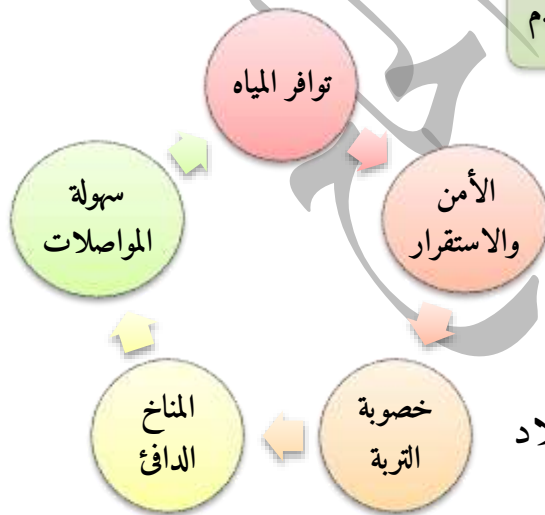 توافر المياه
الأمن
والاستقرار
خصوبة
التربة
المناخ
الدافئ
سهولة
المواصلات